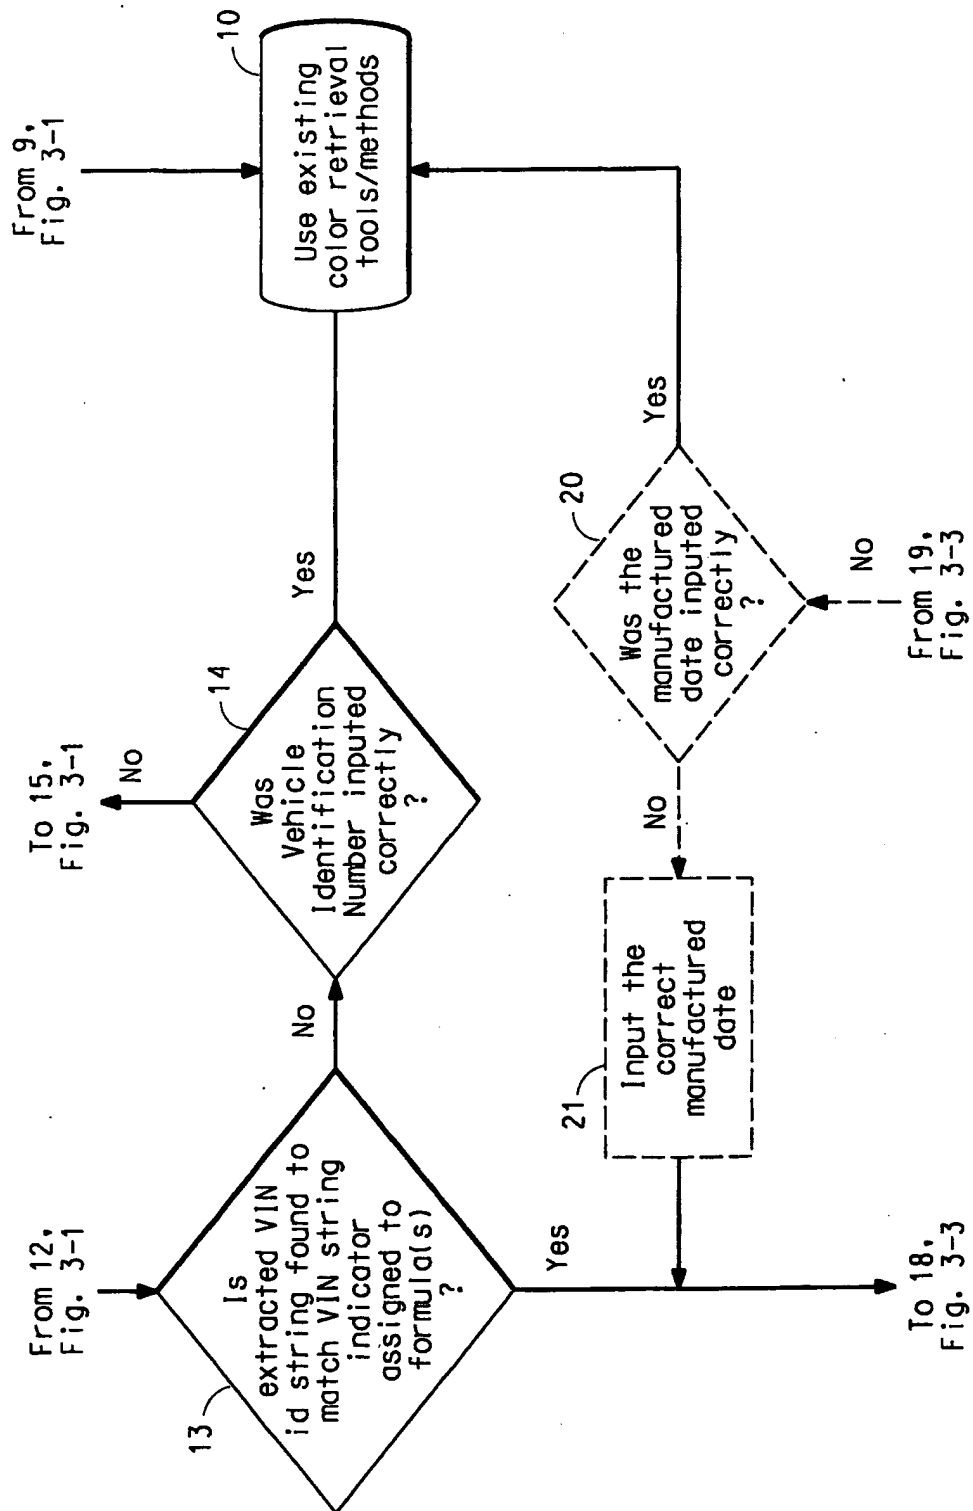 From 12,
Fig. 3-1
13
Is
extracted VIN
id string found to
match VIN string
indicator
assigned to
formula(s)
?
No
Yes
To 15,
Fig. 3-1
No
14
Was
Vehicle
Identification
Number inputed
correctly
?
Yes
From 9,
Fig. 3-1
10
Use existing
color retrieval
tools/methods
21
Input the
correct
manufactured
date
No
20
Was the
manufactured
date inputed
correctly
?
Yes
No
From 19,
Fig. 3-3
To 18,
Fig. 3-3